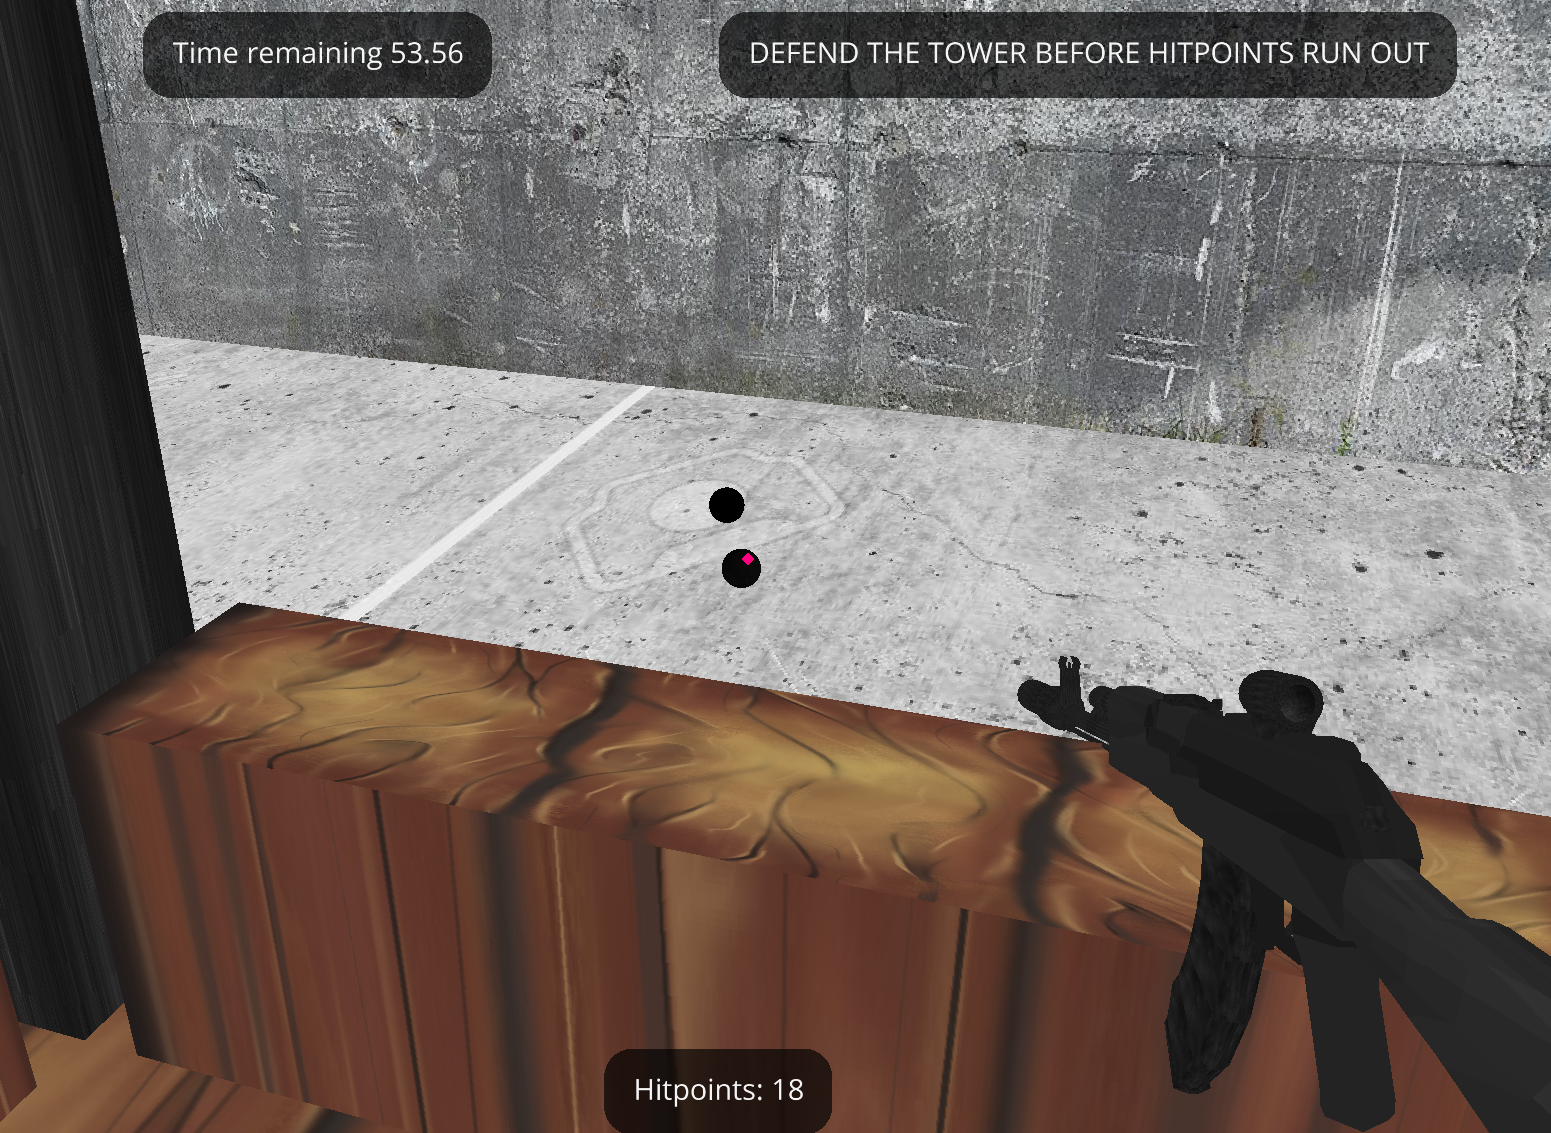 Time remaining 53.56
DEFEND THE TOWER BEFORE HITPOINTS RUN OUT
Hitpoints: 18